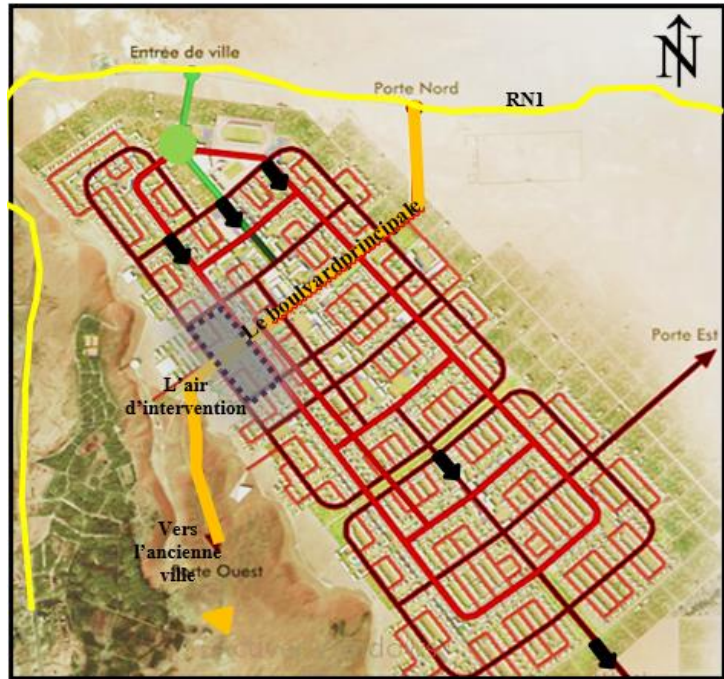 N
Entrée de ville
Porte Nord
RN1
Le boulvardprincipale
Porte Est
L'air
d'intervention
Vers
l'ancienne
ville
Porte Ouest